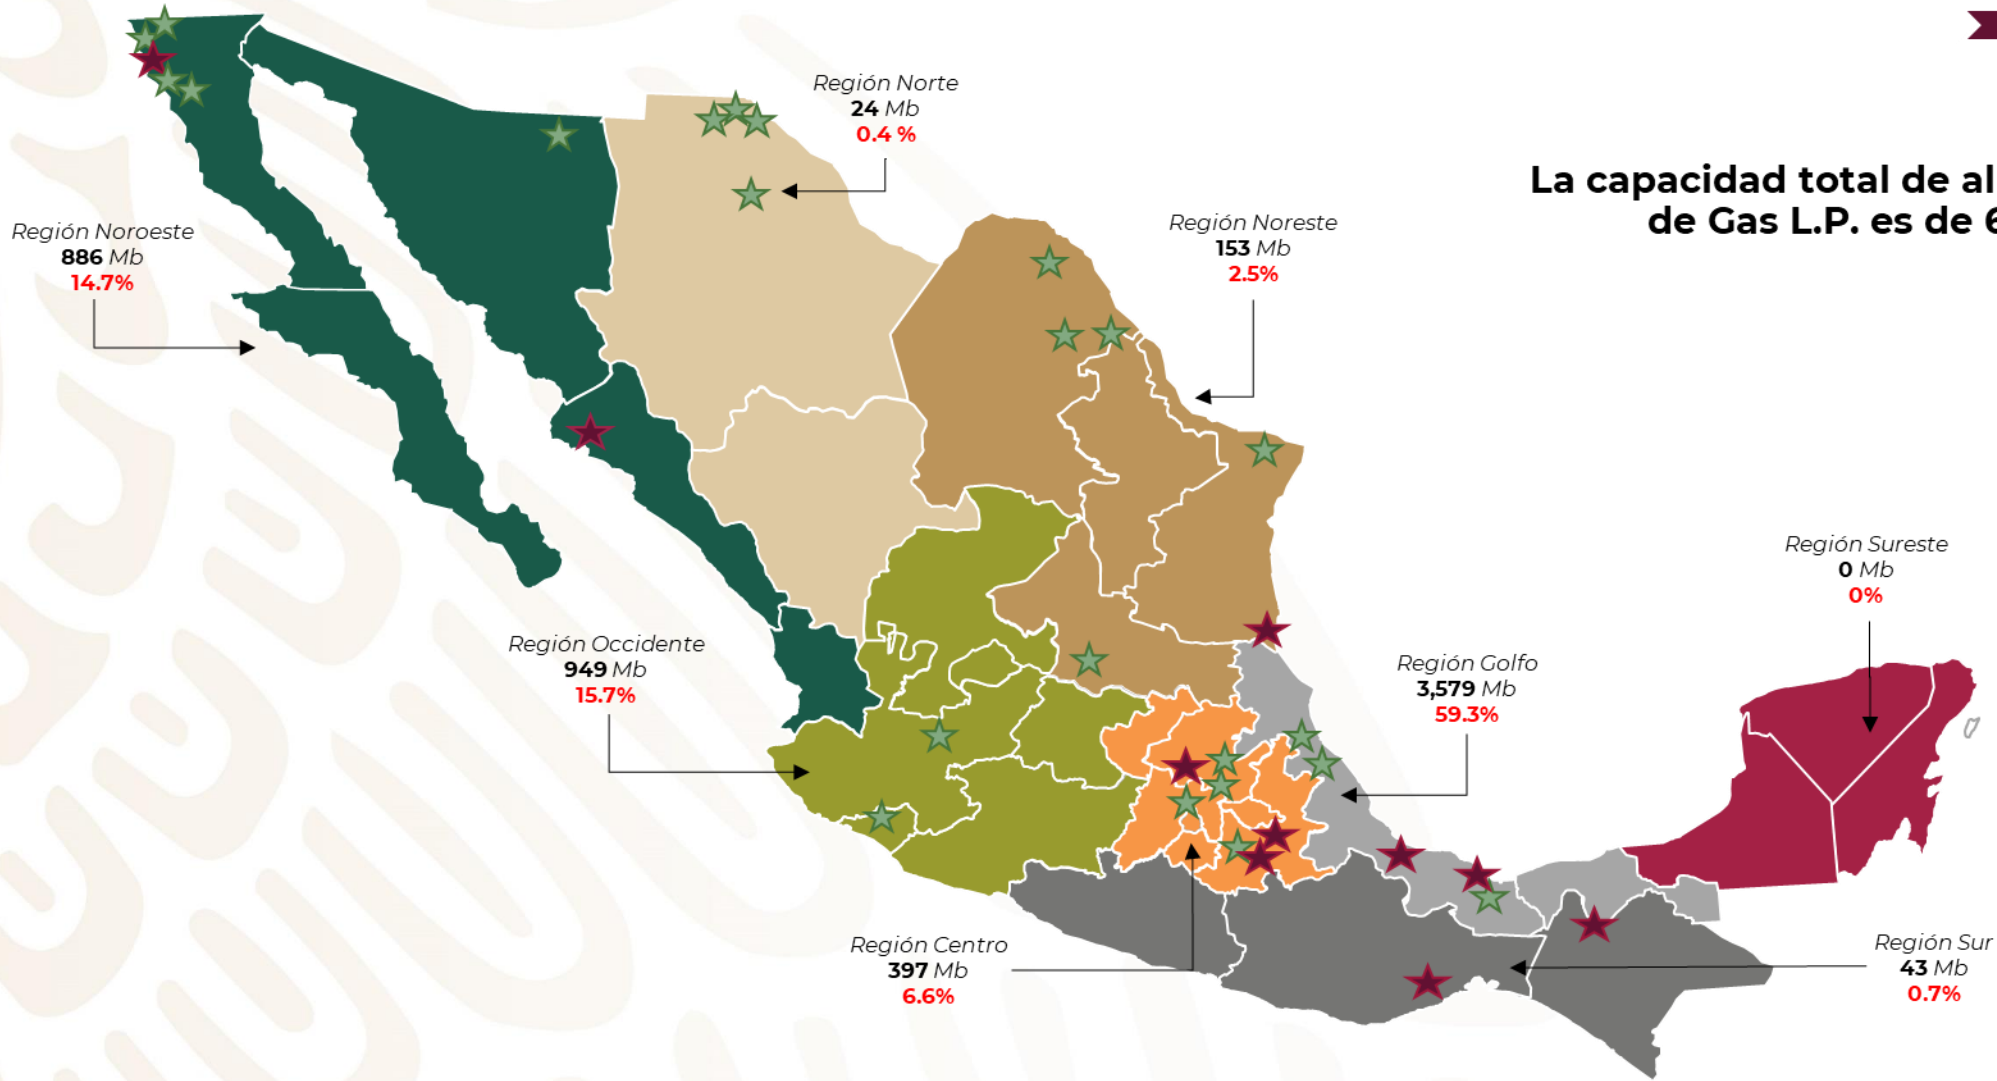 Región Norte
24 Mb
0.4 %
La capacidad total de al
de Gas L.P. es de 6
Región Noroeste
886 Mb
14.7%
Región Noreste
153 Mb
2.5%
Región Sureste
0 Mb
0%
Región Occidente
949 Mb
15.7%
Región Golfo
3,579 Mb
59.3%
Región Centro
397 Mb
6.6%
Región Sur
43 Mb
0.7%